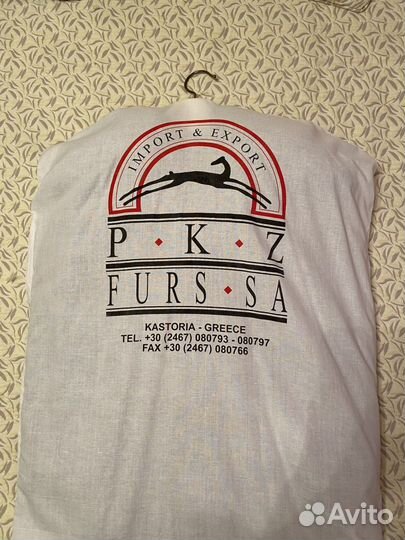 IMPORT & EXPORT
P · K · Z
FURS · SA
KASTORIA - GREECE
TEL. +30 (2467) 080793 - 080797
FAX +30 (2467) 080766
Avito